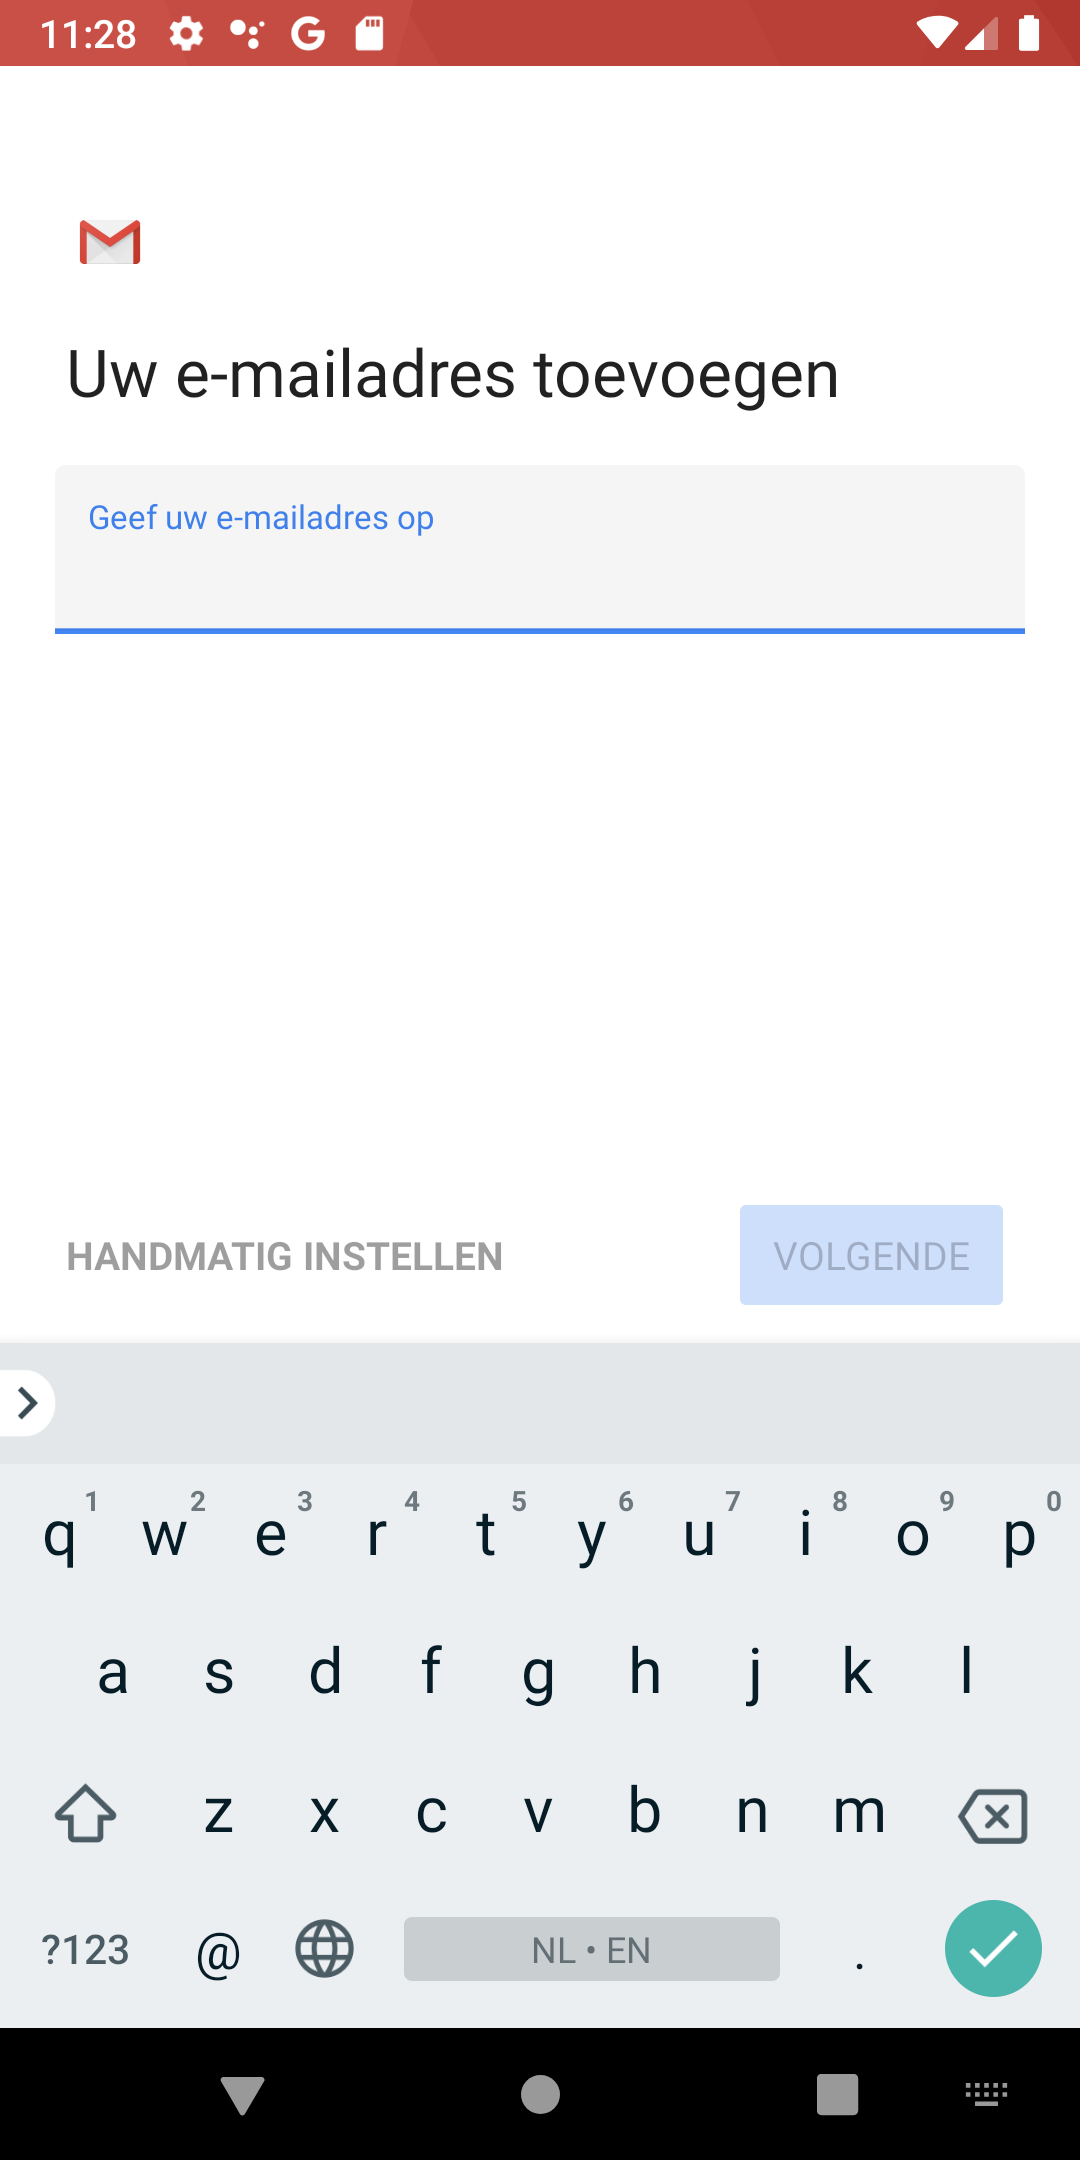 11:28
Uw e-mailadres toevoegen
Geef uw e-mailadres op
HANDMATIG INSTELLEN
VOLGENDE
1 2 3 4 5 6 7 8 9 0
q w e r t y u i o p
a s d f g h j k l
z x c v b n m
?123 @ NL • EN .